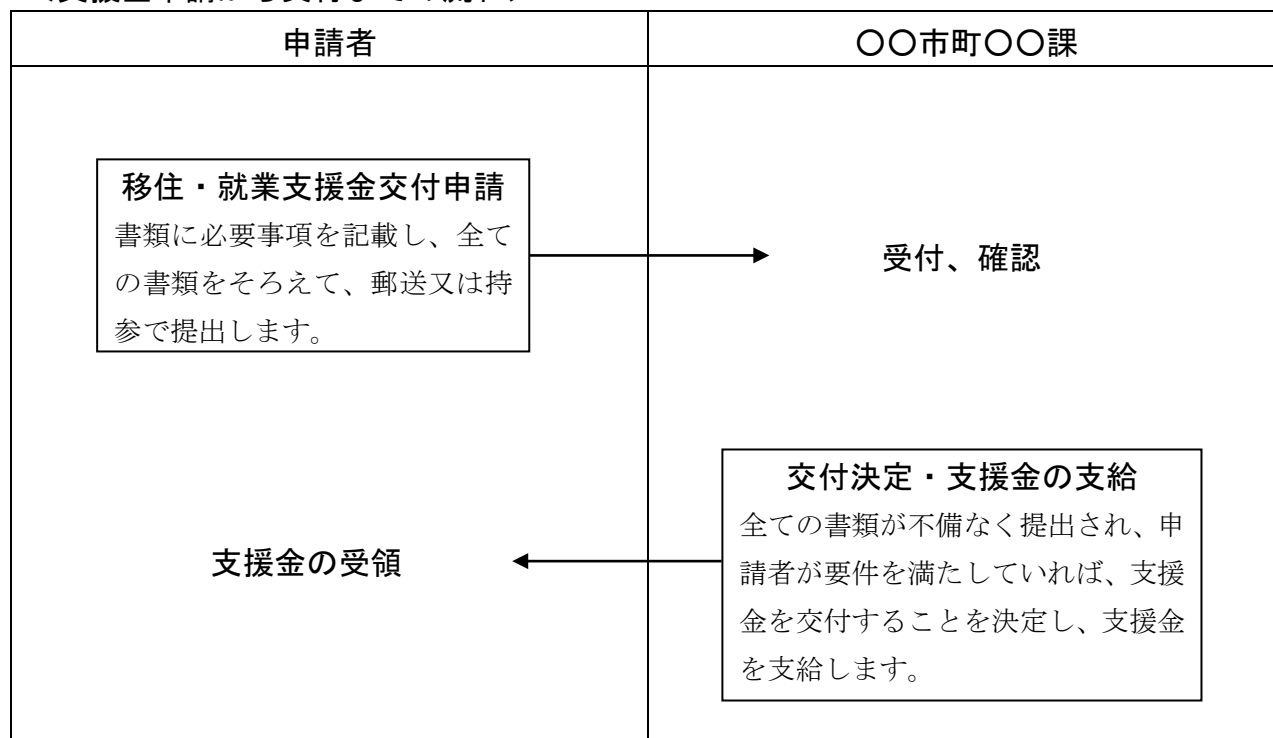 申請者
〇〇市町〇〇課
移住・就業支援金交付申請
書類に必要事項を記載し、全て
の書類をそろえて、郵送又は持
参で提出します。
受付、確認
交付決定・支援金の支給
全ての書類が不備なく提出され、申
請者が要件を満たしていれば、支援
金を交付することを決定し、支援金
を支給します。
支援金の受領